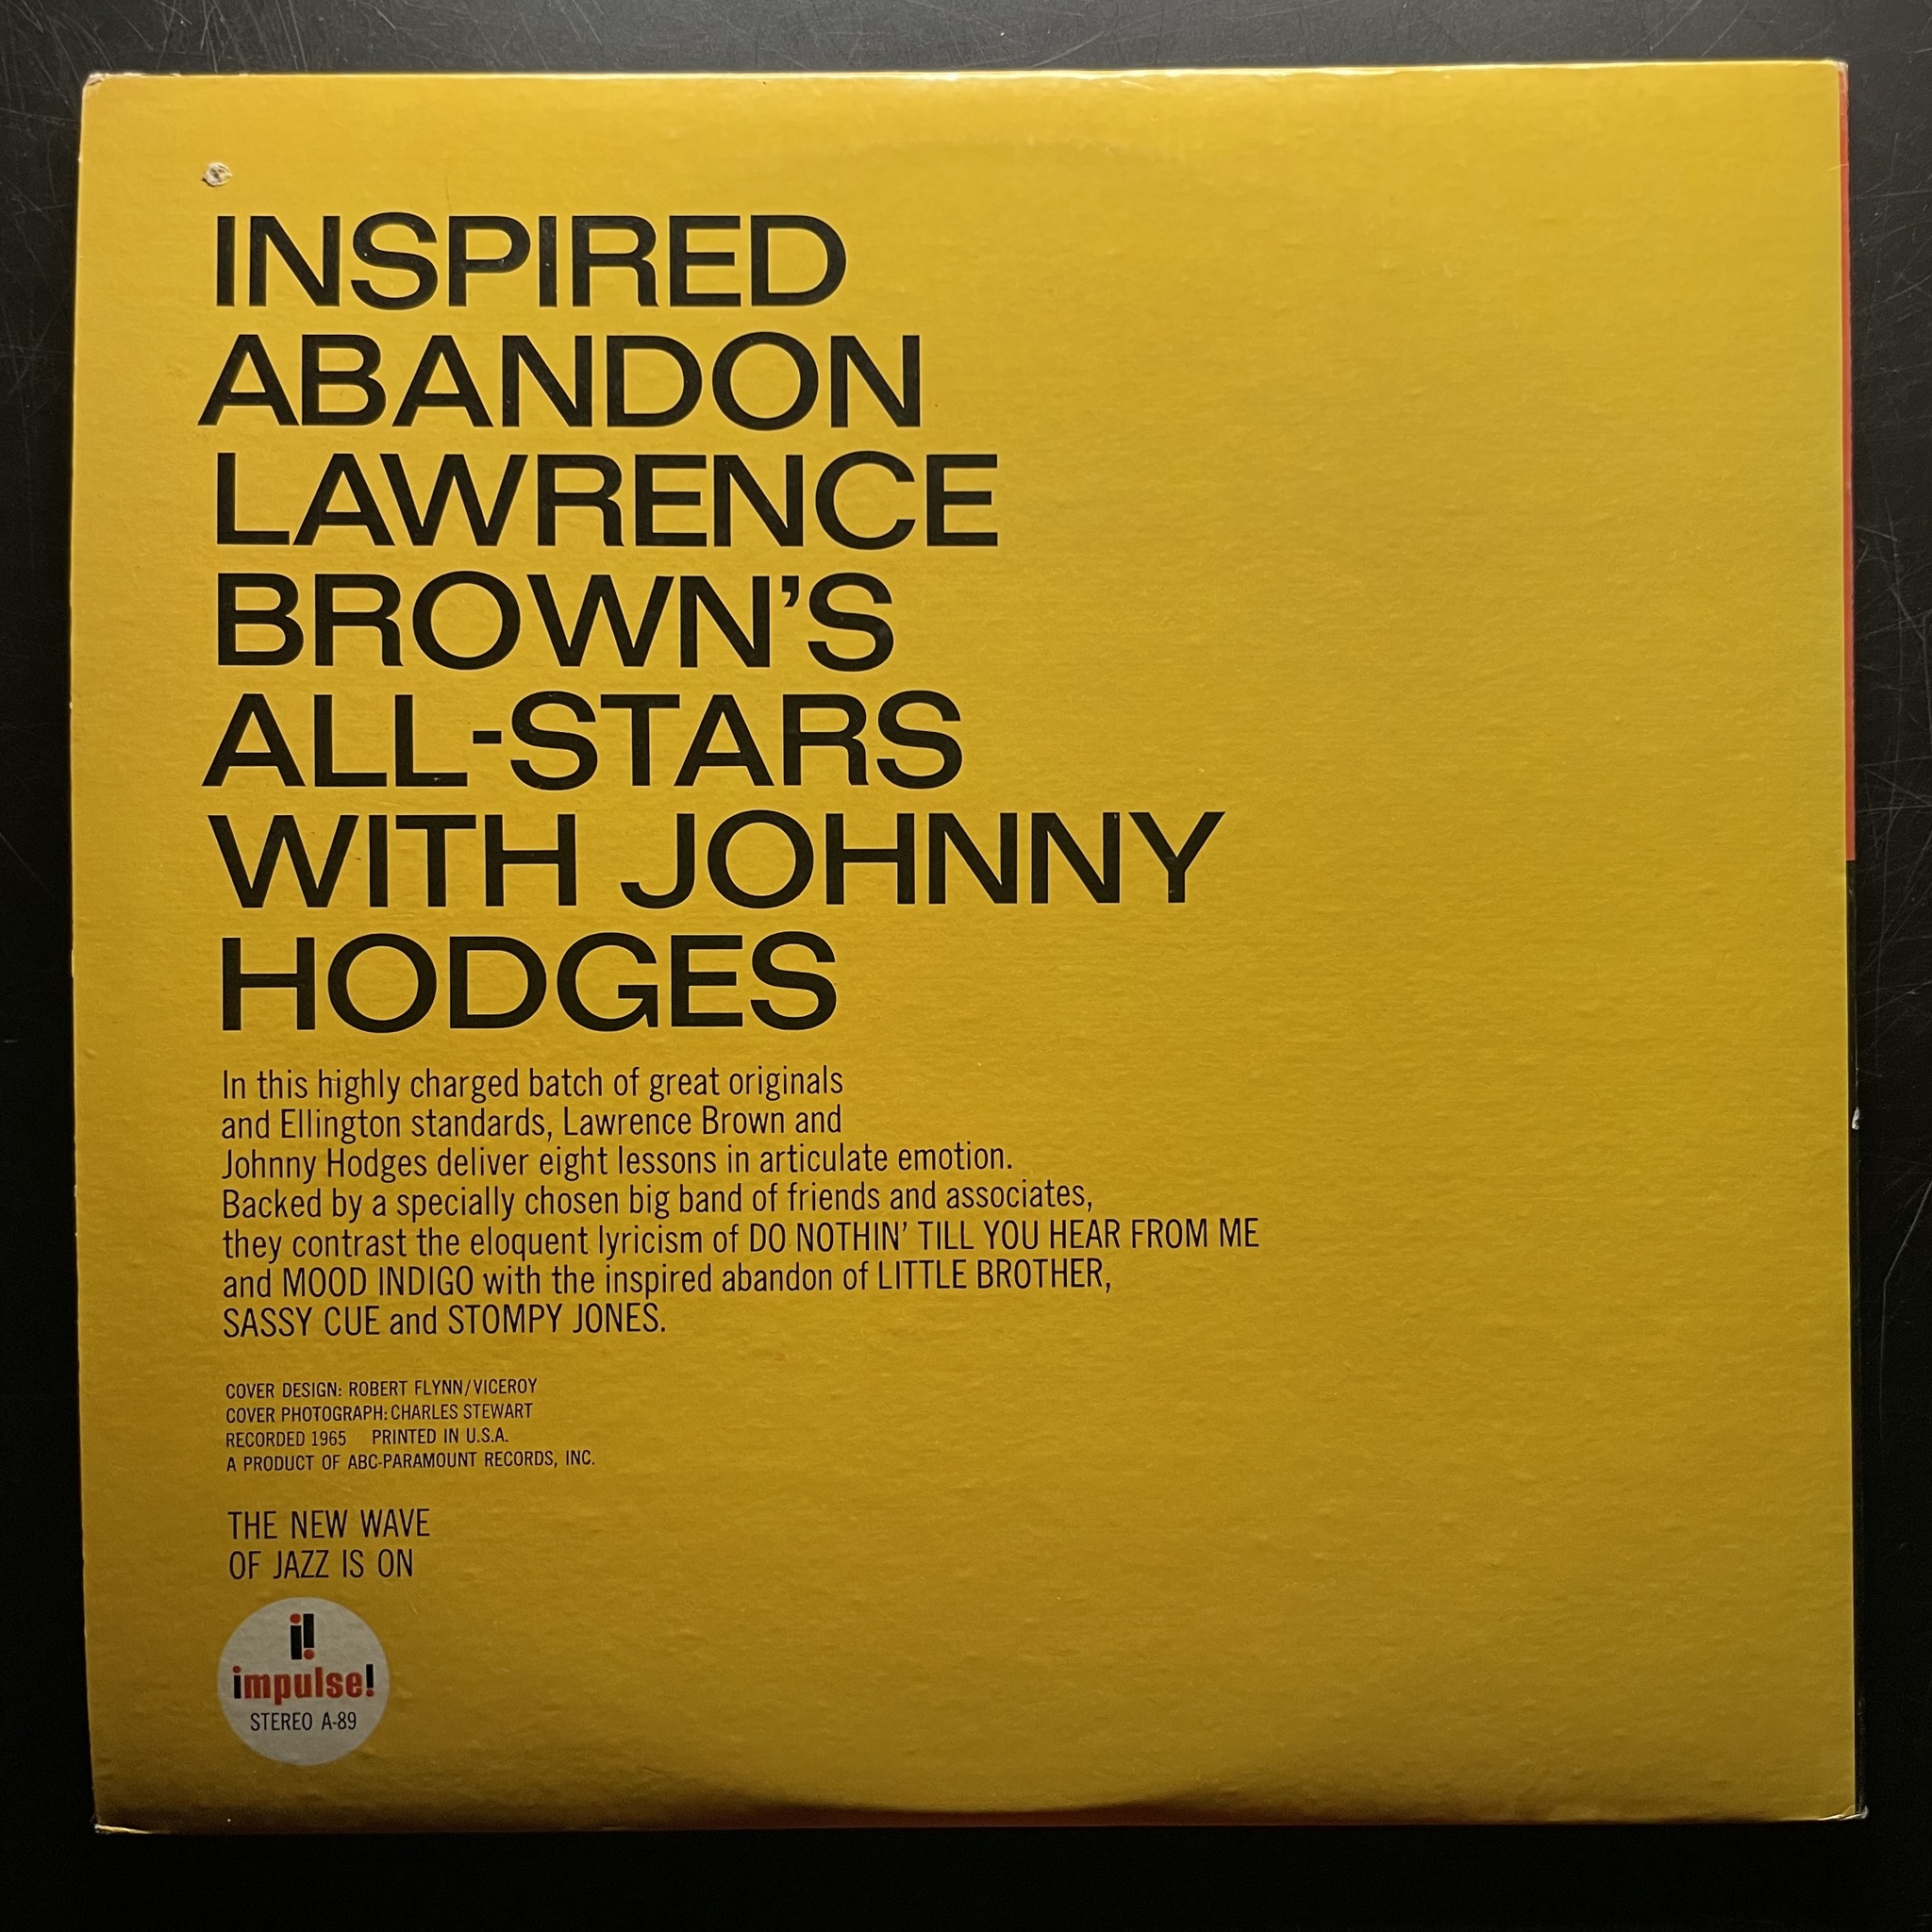 INSPIRED
ABANDON
LAWRENCE
BROWN'S
ALL-STARS
WITH JOHNNY
HODGES
In this highly charged batch of great originals
and Ellington standards, Lawrence Brown and
Johnny Hodges deliver eight lessons in articulate emotion.
Backed by a specially chosen big band of friends and associates,
they contrast the eloquent lyricism of DO NOTHIN' TILL YOU HEAR FROM ME
and MOOD INDIGO with the inspired abandon of LITTLE BROTHER,
SASSY CUE and STOMPY JONES.
COVER DESIGN: ROBERT FLYNN/VICEROY
COVER PHOTOGRAPH: CHARLES STEWART
RECORDED 1965 PRINTED IN U.S.A.
A PRODUCT OF ABC-PARAMOUNT RECORDS, INC.
THE NEW WAVE
OF JAZZ IS ON
i!
impulse!
STEREO A-89